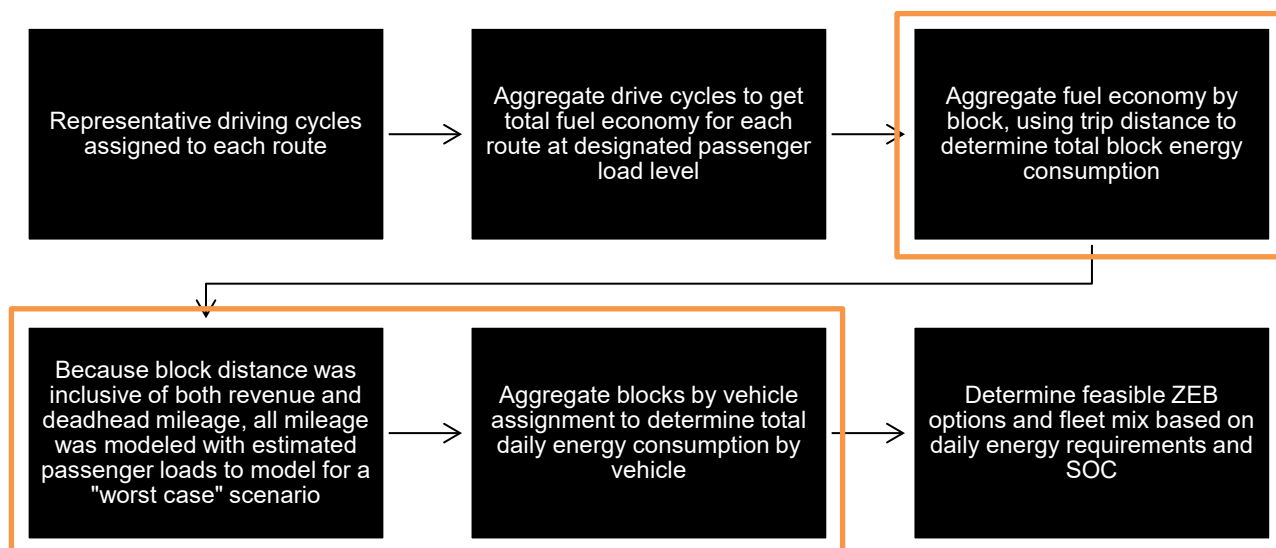 Representative driving cycles
assigned to each route
Aggregate drive cycles to get
total fuel economy for each
route at designated passenger
load level
Aggregate fuel economy by
block, using trip distance to
determine total block energy
consumption
Because block distance was
inclusive of both revenue and
deadhead mileage, all mileage
was modeled with estimated
passenger loads to model for a
"worst case" scenario
Aggregate blocks by vehicle
assignment to determine total
daily energy consumption by
vehicle
Determine feasible ZEB
options and fleet mix based on
daily energy requirements and
SOC